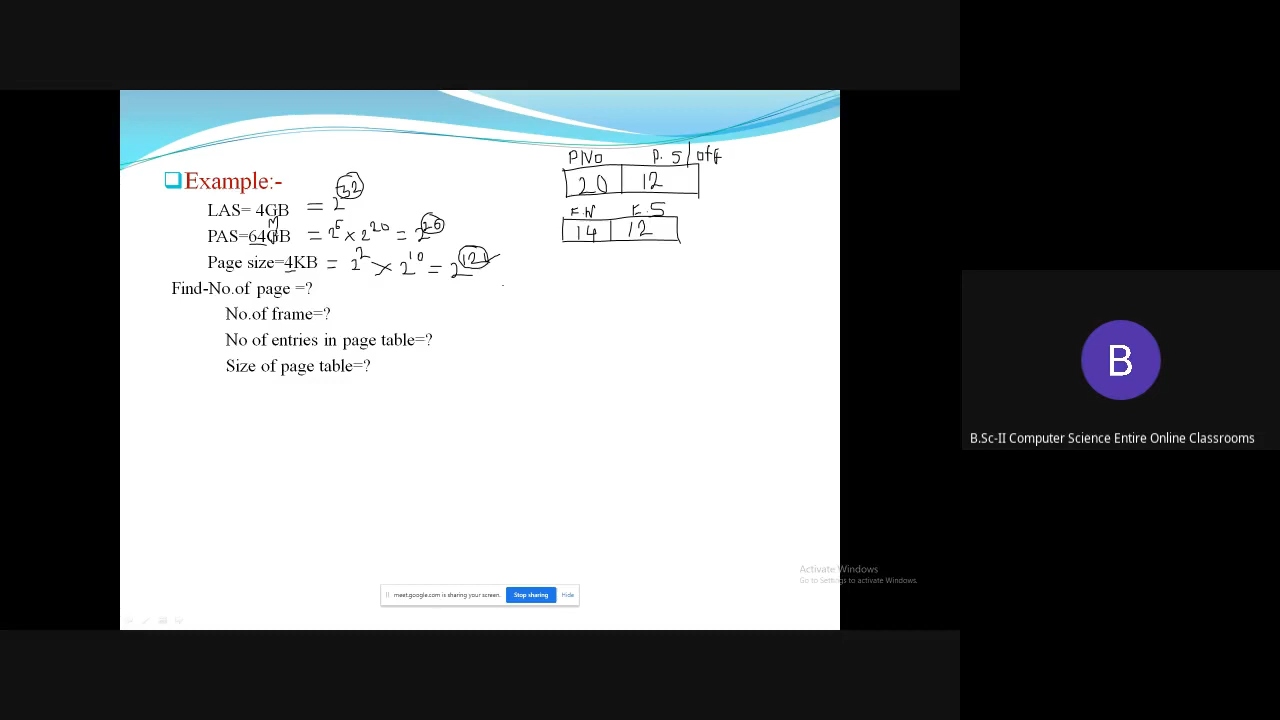 Example:-
LAS= 4GB = 2^32
PAS=64GB M = 2^6 × 2^20 = 2^26
Page size=4KB = 2^2 × 2^10 = 2^12
Find-No.of page =?
No.of frame=?
No of entries in page table=?
Size of page table=?
P.No P. S/off
20 12
F.N F.S
14 12
B
B.Sc-II Computer Science Entire Online Classrooms
Activate Windows
Go to Settings to activate Windows.
meet.google.com is sharing your screen. Stop sharing Hide